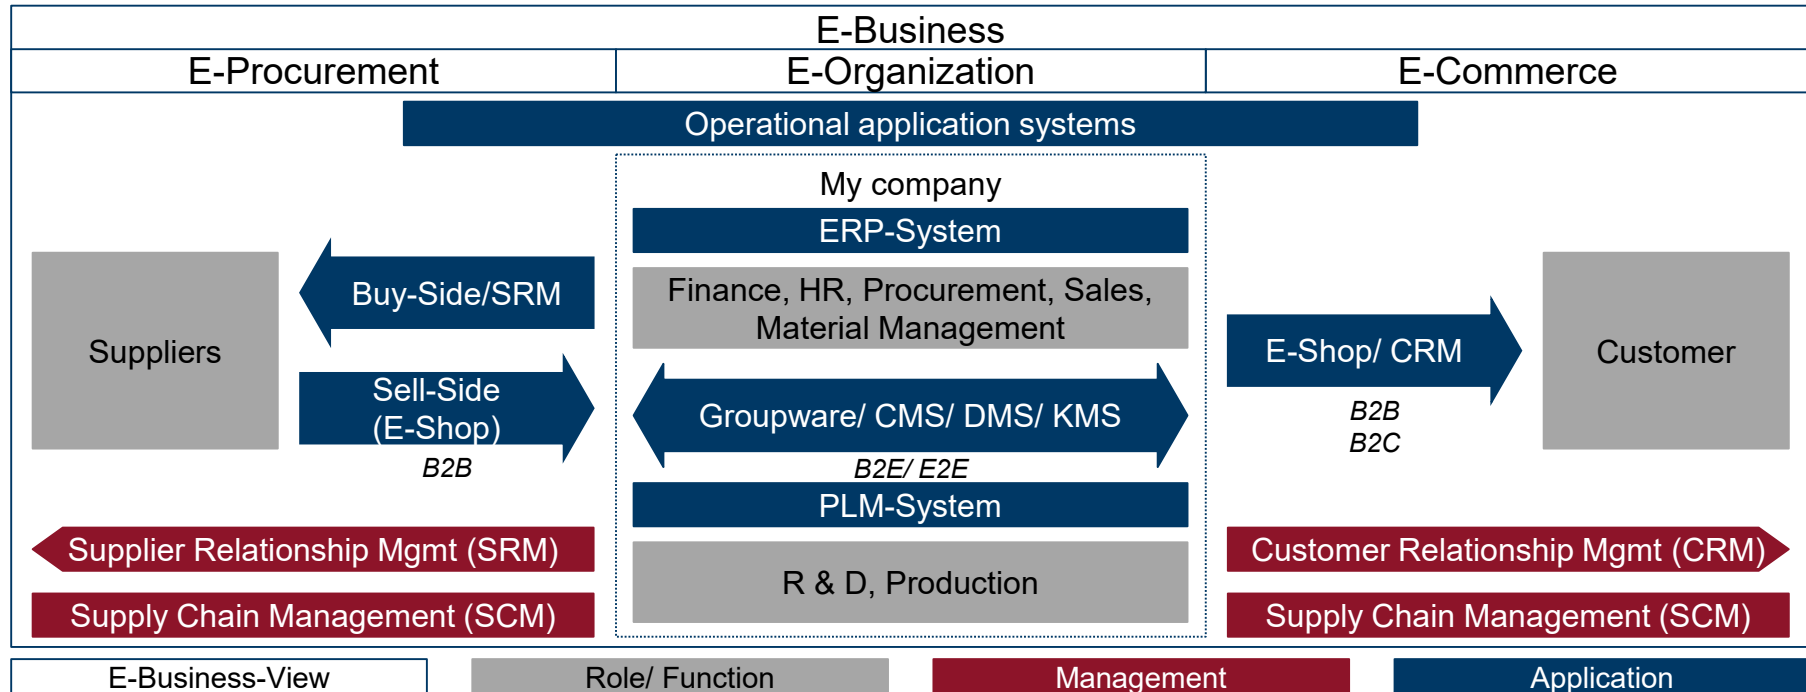 E-Business
E-Procurement
E-Organization
E-Commerce
Operational application systems
My company
ERP-System
Finance, HR, Procurement, Sales,
Material Management
Suppliers
Buy-Side/SRM
Sell-Side
(E-Shop)
B2B
Groupware/ CMS/ DMS/ KMS
B2E/ E2E
PLM-System
R & D, Production
E-Shop/ CRM
B2B
B2C
Customer
Supplier Relationship Mgmt (SRM)
Supply Chain Management (SCM)
Customer Relationship Mgmt (CRM)
Supply Chain Management (SCM)
E-Business-View
Role/ Function
Management
Application